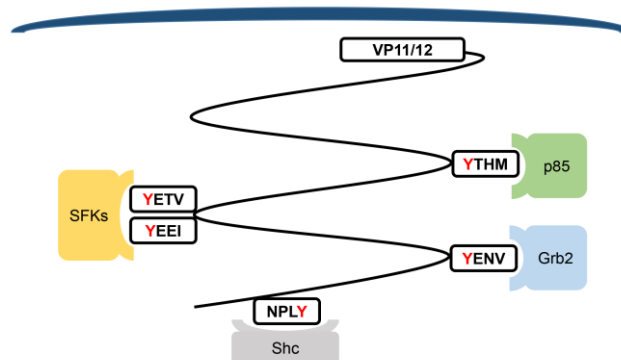 VP11/12
YTHM
p85
SFKs
YETV
YEEI
YENV
Grb2
NPLY
Shc